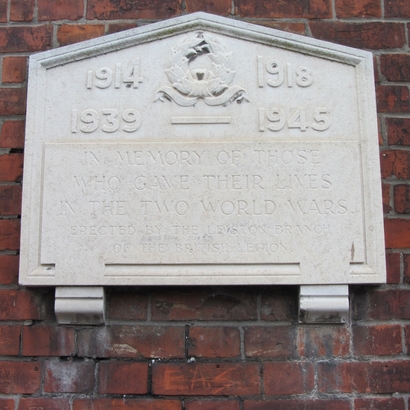 1914 1918
1939 — 1945
IN MEMORY OF THOSE
WHO GAVE THEIR LIVES
IN THE TWO WORLD WARS.
ERECTED BY THE LEISTON BRANCH
OF THE BRITISH LEGION.